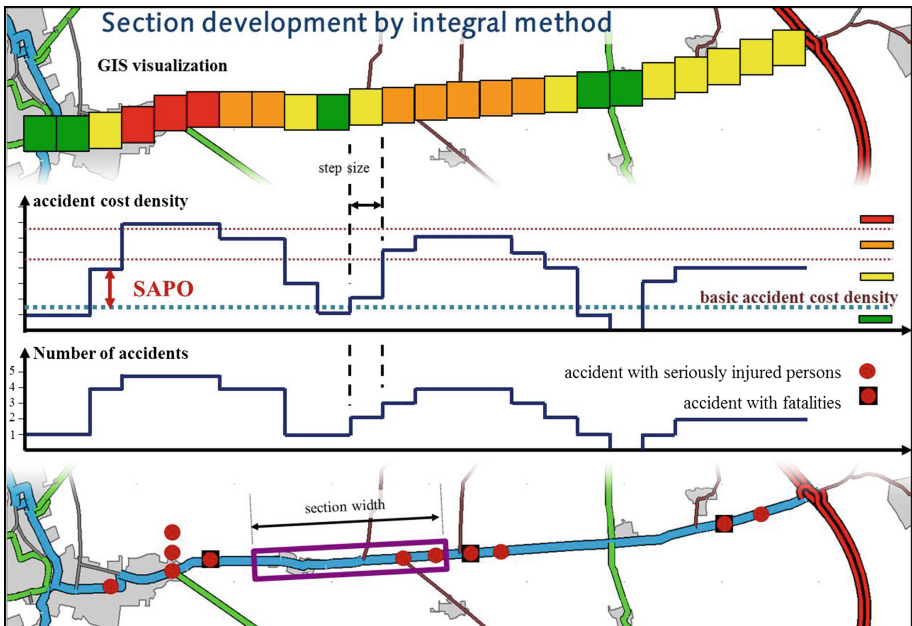 Section development by integral method
GIS visualization
step size
accident cost density
SAPO
basic accident cost density
Number of accidents
5
4
3
2
1
accident with seriously injured persons
accident with fatalities
section width